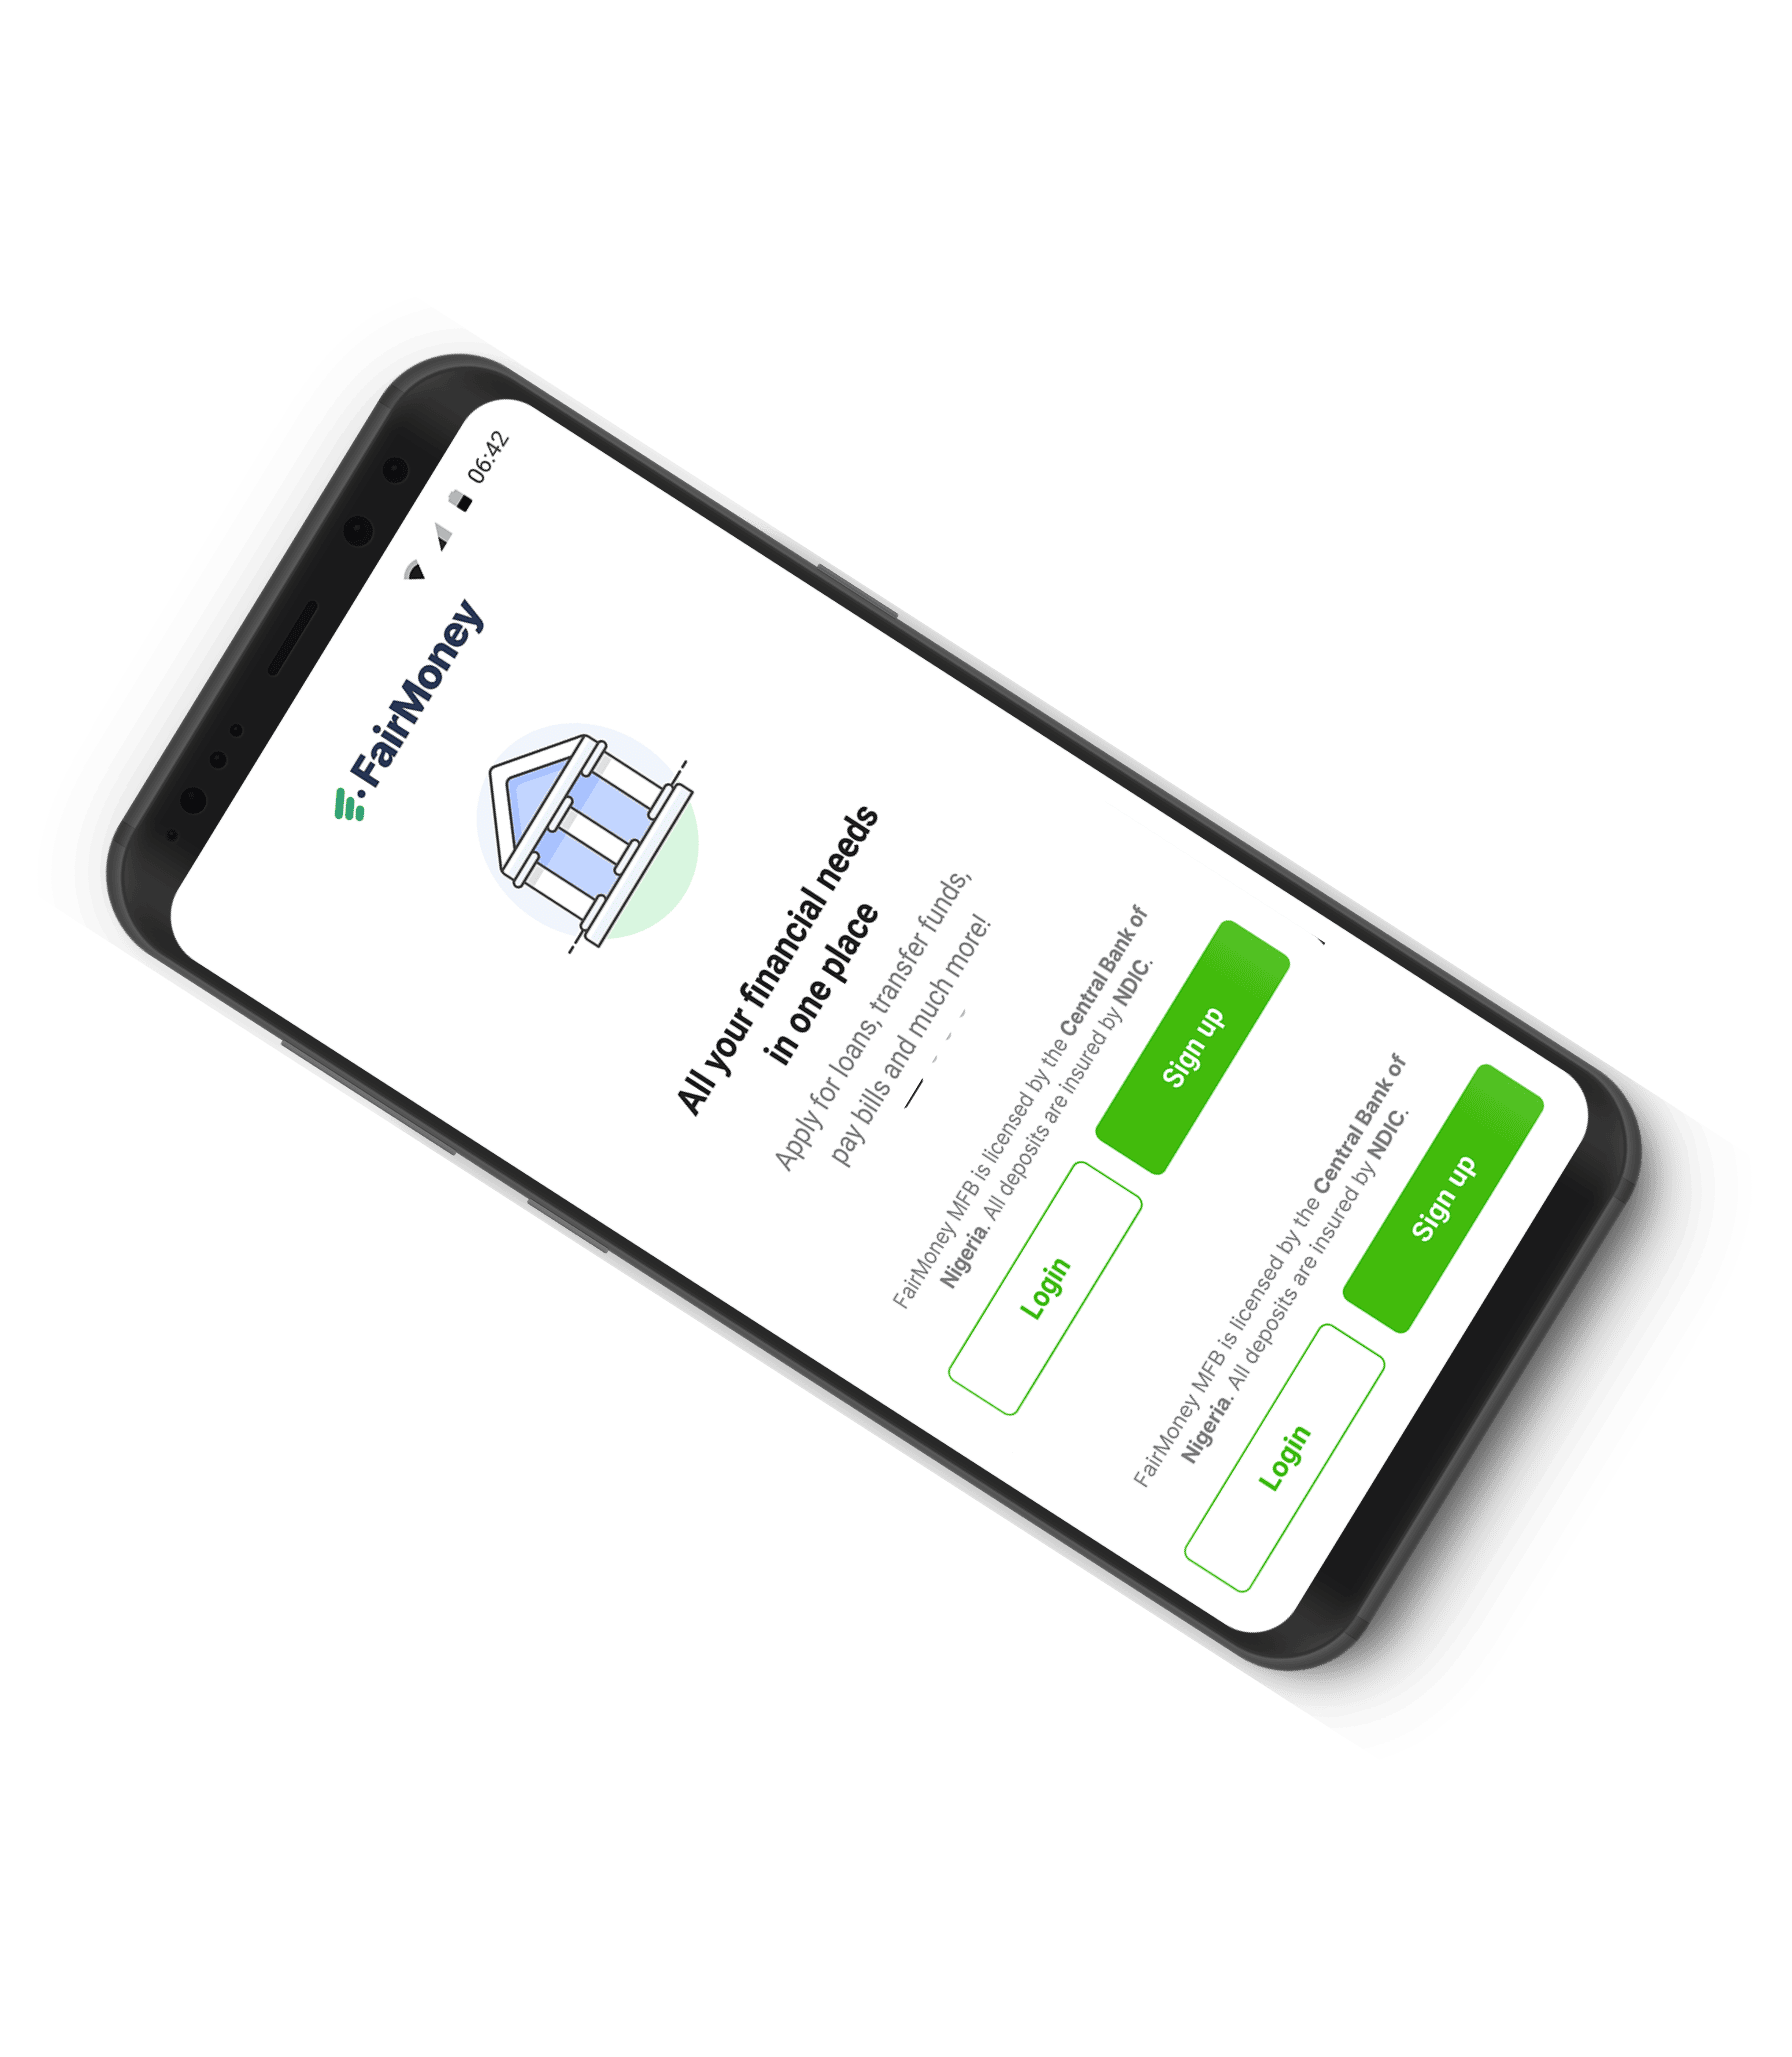 06:42
FairMoney
All your financial needs
in one place
Apply for loans, transfer funds,
pay bills and much more!
FairMoney MFB is licensed by the Central Bank of
Nigeria. All deposits are insured by NDIC.
Login
Sign up
FairMoney MFB is licensed by the Central Bank of
Nigeria. All deposits are insured by NDIC.
Login
Sign up